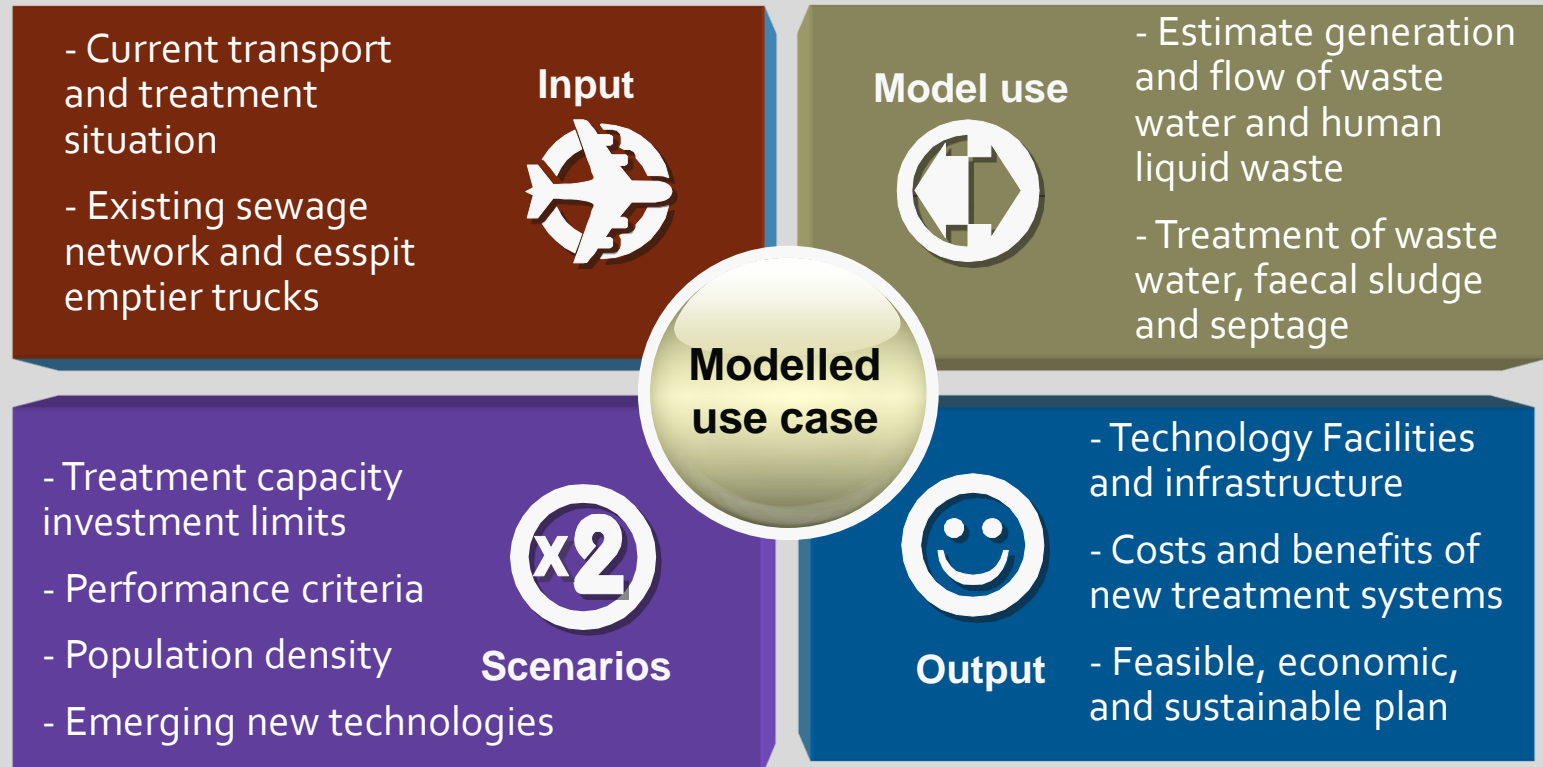 - Current transport
and treatment
situation
- Existing sewage
network and cesspit
emptier trucks
Input
Model use
- Estimate generation
and flow of waste
water and human
liquid waste
- Treatment of waste
water, faecal sludge
and septage
Modelled
use case
- Treatment capacity
investment limits
- Performance criteria
- Population density
- Emerging new technologies
x2
Scenarios
Output
- Technology Facilities
and infrastructure
- Costs and benefits of
new treatment systems
- Feasible, economic,
and sustainable plan